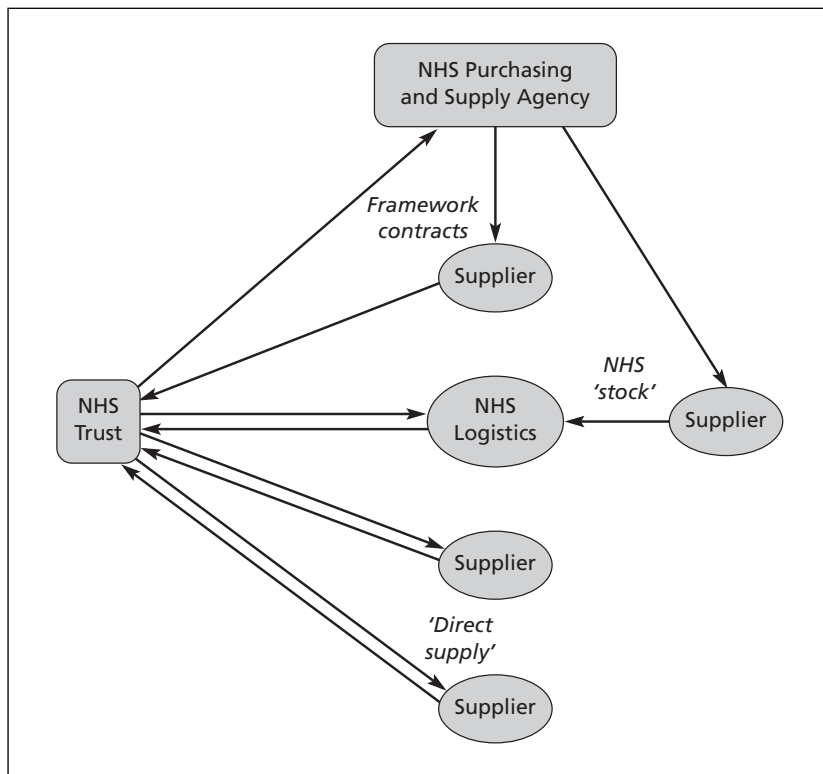 NHS Purchasing
and Supply Agency
Framework
contracts
Supplier
NHS
Trust
NHS
Logistics
NHS
‘stock’
Supplier
Supplier
‘Direct
supply’
Supplier